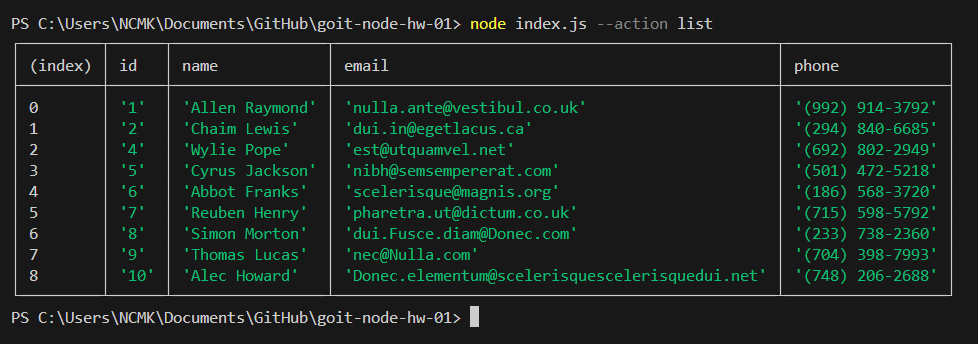 PS C:\Users\NCMK\Documents\GitHub\goit-node-hw-01> node index.js --action list
(index) id name email phone
0 '1' 'Allen Raymond' 'nulla.ante@vestibul.co.uk' '(992) 914-3792'
1 '2' 'Chaim Lewis' 'dui.in@egetlacus.ca' '(294) 840-6685'
2 '4' 'Wylie Pope' 'est@utquamvel.net' '(692) 802-2949'
3 '5' 'Cyrus Jackson' 'nibh@semsempererat.com' '(501) 472-5218'
4 '6' 'Abbot Franks' 'scelerisque@magnis.org' '(186) 568-3720'
5 '7' 'Reuben Henry' 'pharetra.ut@dictum.co.uk' '(715) 598-5792'
6 '8' 'Simon Morton' 'dui.Fusce.diam@Donec.com' '(233) 738-2360'
7 '9' 'Thomas Lucas' 'nec@Nulla.com' '(704) 398-7993'
8 '10' 'Alec Howard' 'Donec.elementum@scelerisquescelerisquedui.net' '(748) 206-2688'
PS C:\Users\NCMK\Documents\GitHub\goit-node-hw-01>